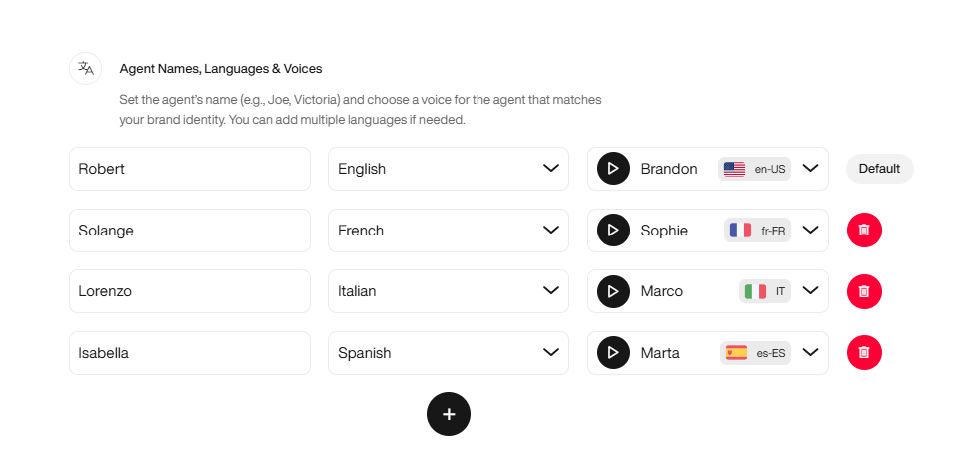 Agent Names, Languages & Voices
Set the agent's name (e.g., Joe, Victoria) and choose a voice for the agent that matches
your brand identity. You can add multiple languages if needed.
Robert English Brandon en-US Default
Solange French Sophie fr-FR
Lorenzo Italian Marco IT
Isabella Spanish Marta es-ES